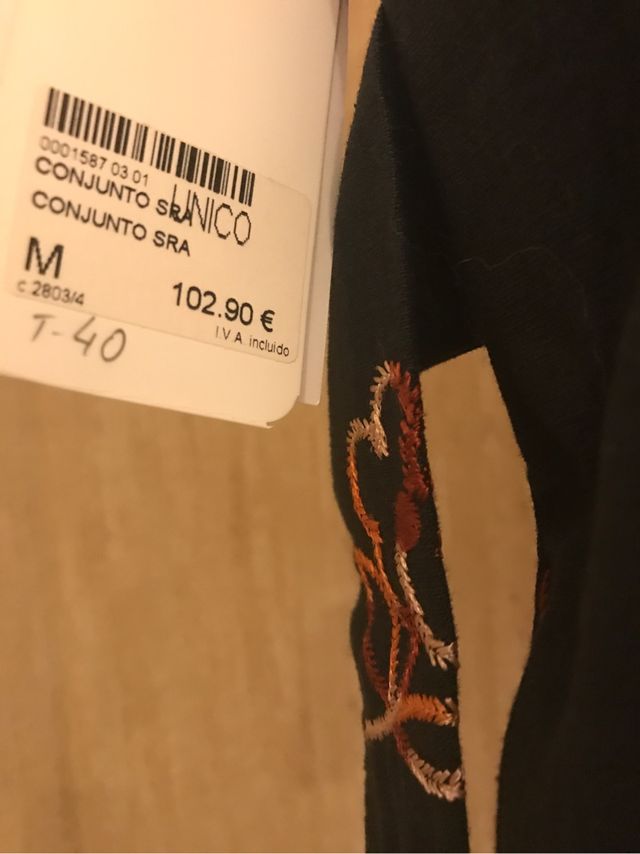 0001587 03 01
CONJUNTO SRA
UNICO
CONJUNTO SRA
M
102.90 €
c 2803/4
I.V.A. incluido
T-40